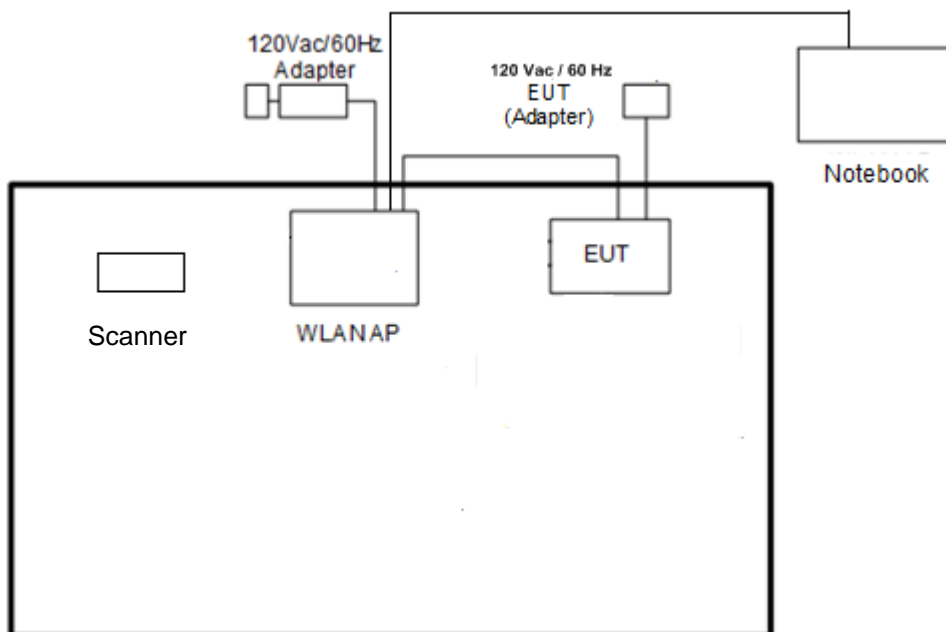 120Vac/60Hz
Adapter
120 Vac / 60 Hz
EUT
(Adapter)
Notebook
EUT
Scanner
WLANAP